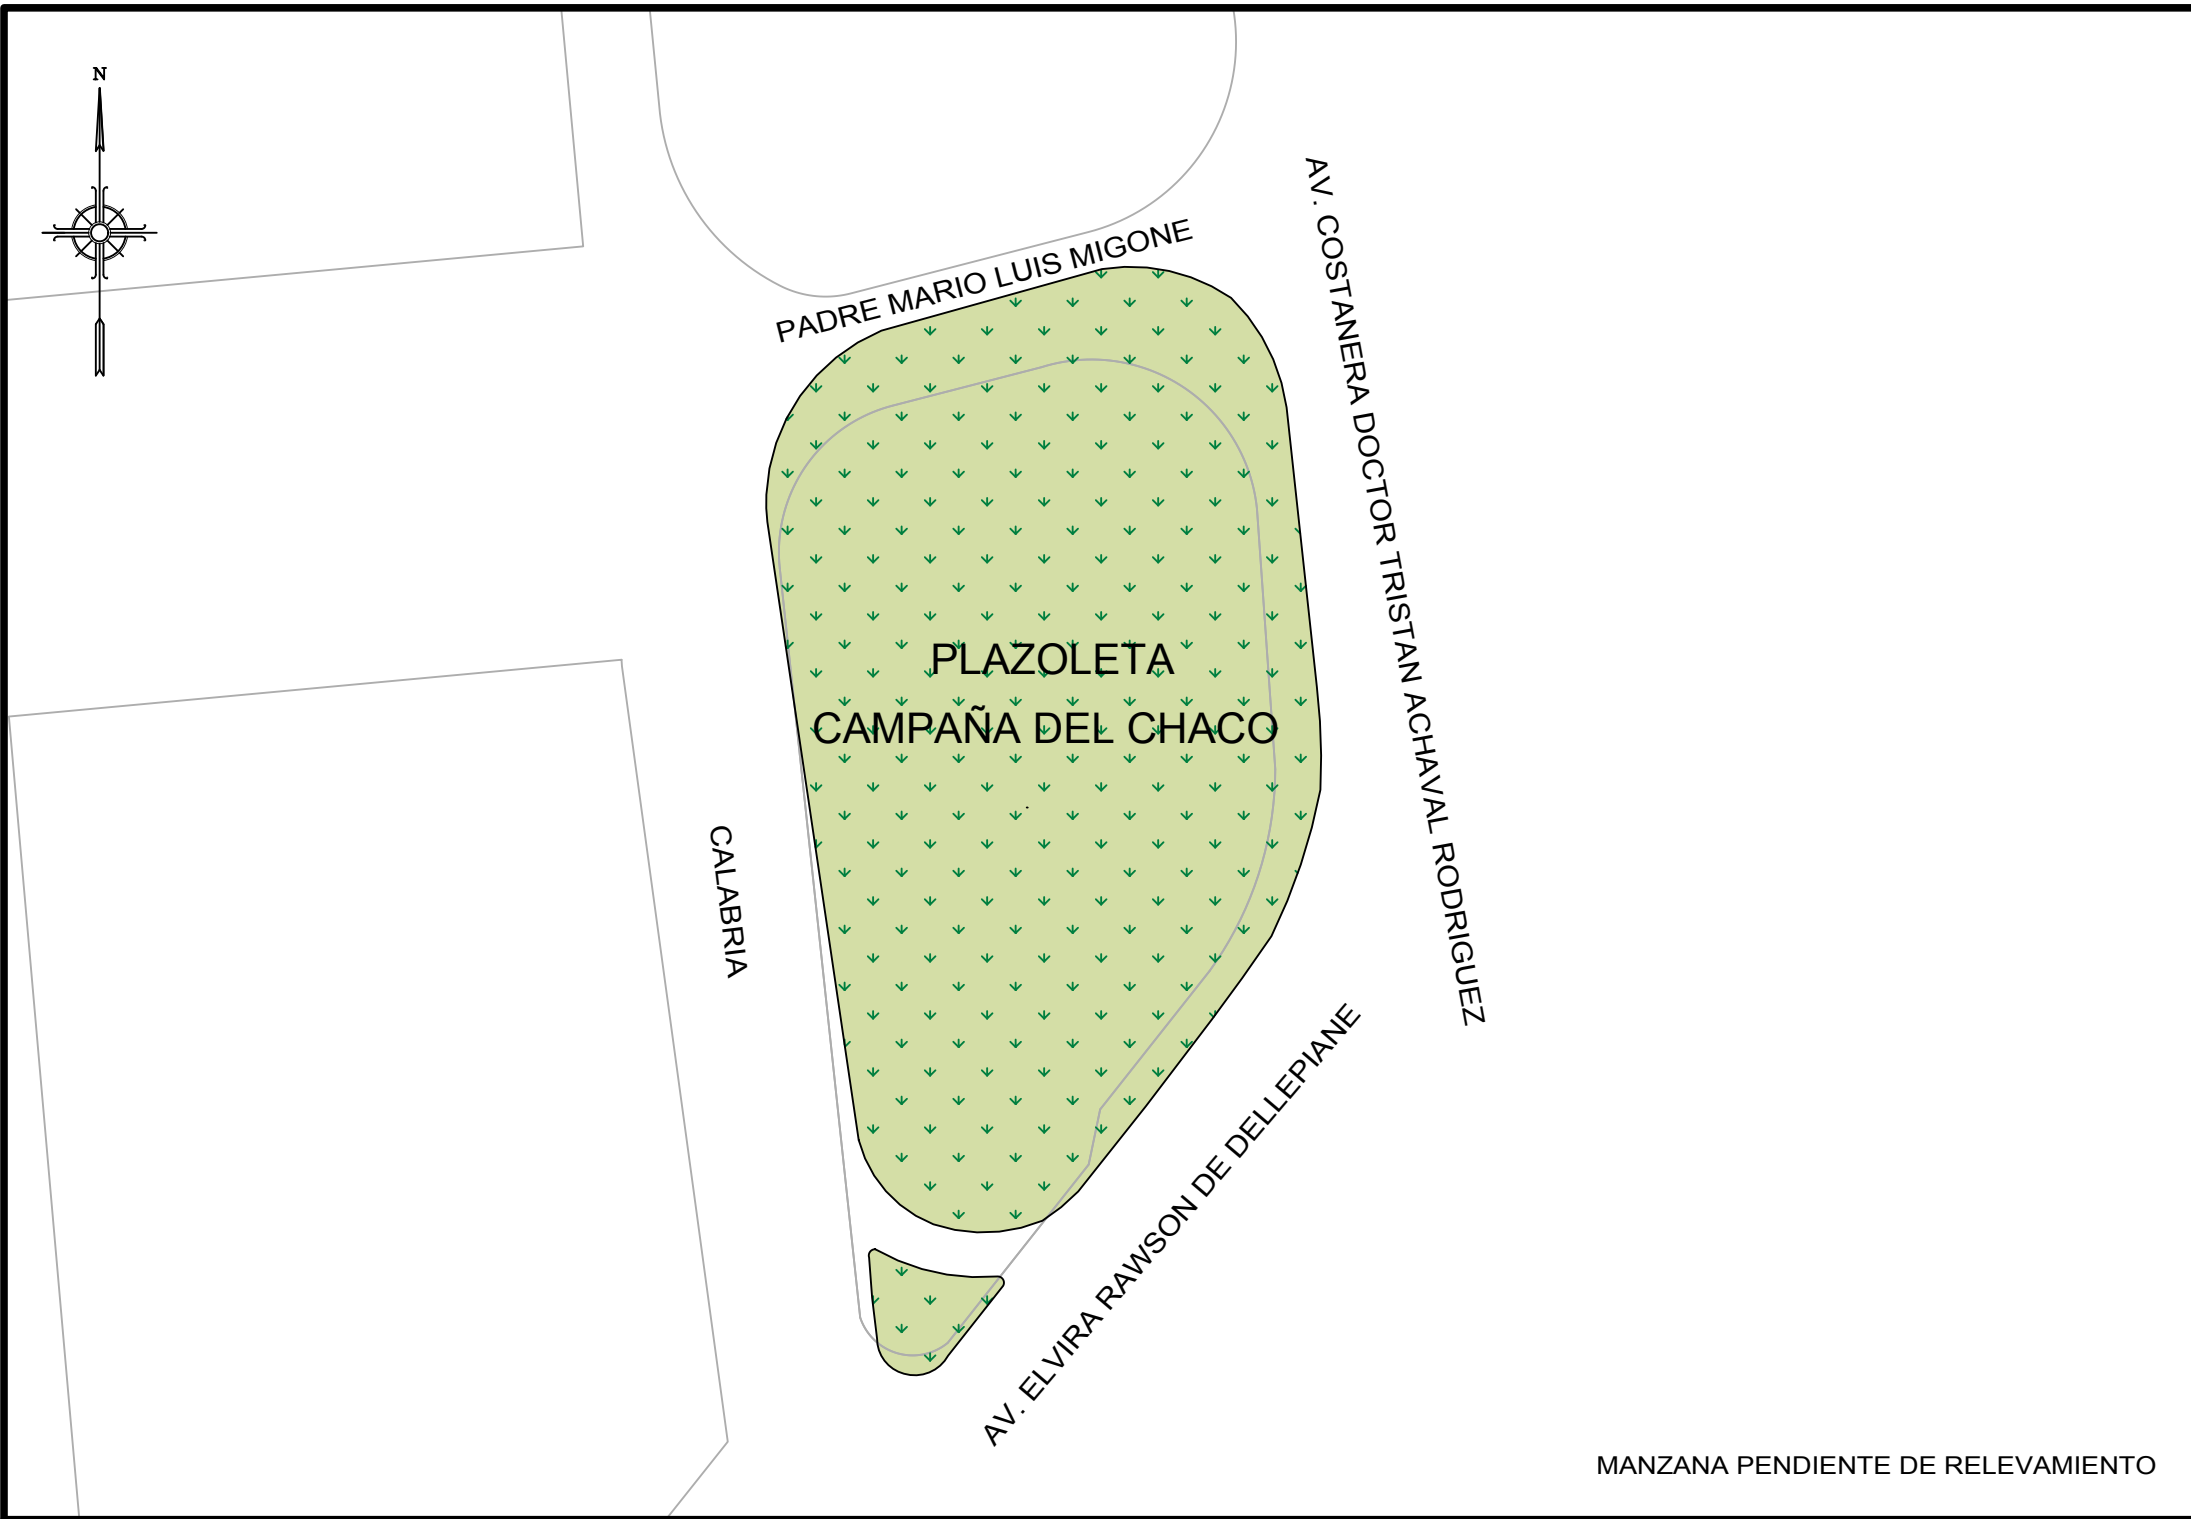 N
PADRE MARIO LUIS MIGONE
AV. COSTANERA DOCTOR TRISTAN ACHAVAL RODRIGUEZ
PLAZOLETA
CAMPAÑA DEL CHACO
CALABRIA
AV. ELVIRA RAWSON DE DELLEPIANE
MANZANA PENDIENTE DE RELEVAMIENTO